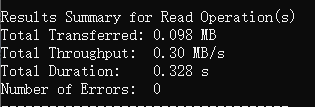 Results Summary for Read Operation(s)
Total Transferred: 0.098 MB
Total Throughput:  0.30 MB/s
Total Duration:    0.328 s
Number of Errors:  0